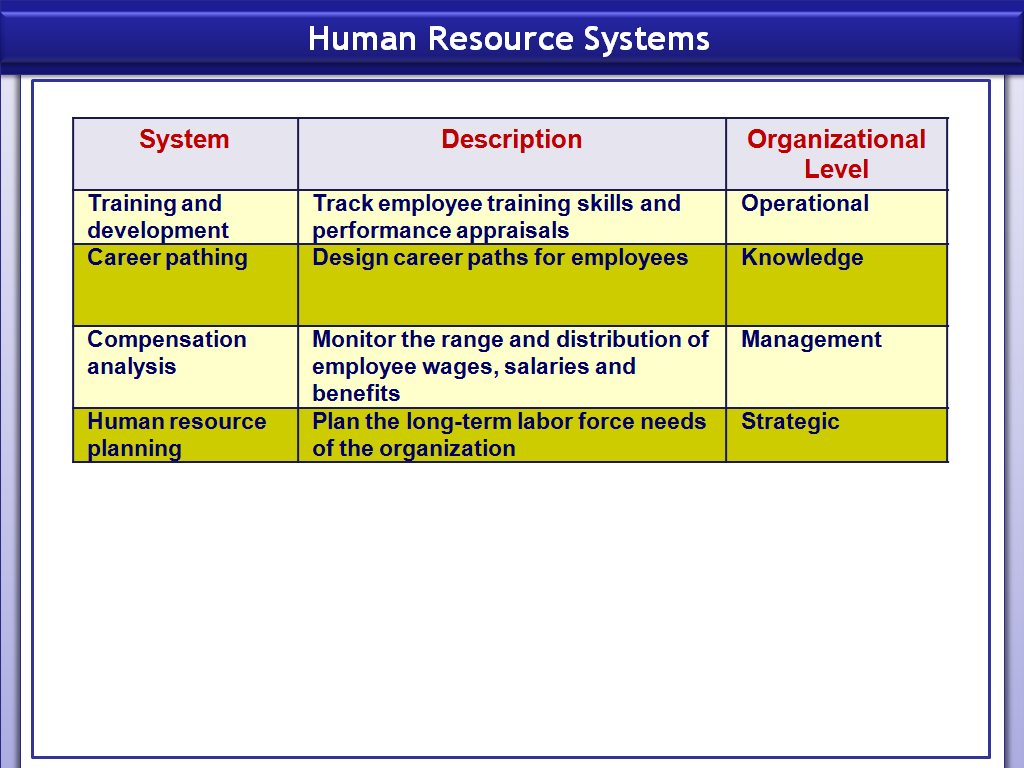 Human Resource Systems
System
Description
Organizational
Level
Training and
development
Track employee training skills and
performance appraisals
Operational
Career pathing
Design career paths for employees
Knowledge
Compensation
analysis
Monitor the range and distribution of
employee wages, salaries and
benefits
Management
Human resource
planning
Plan the long-term labor force needs
of the organization
Strategic